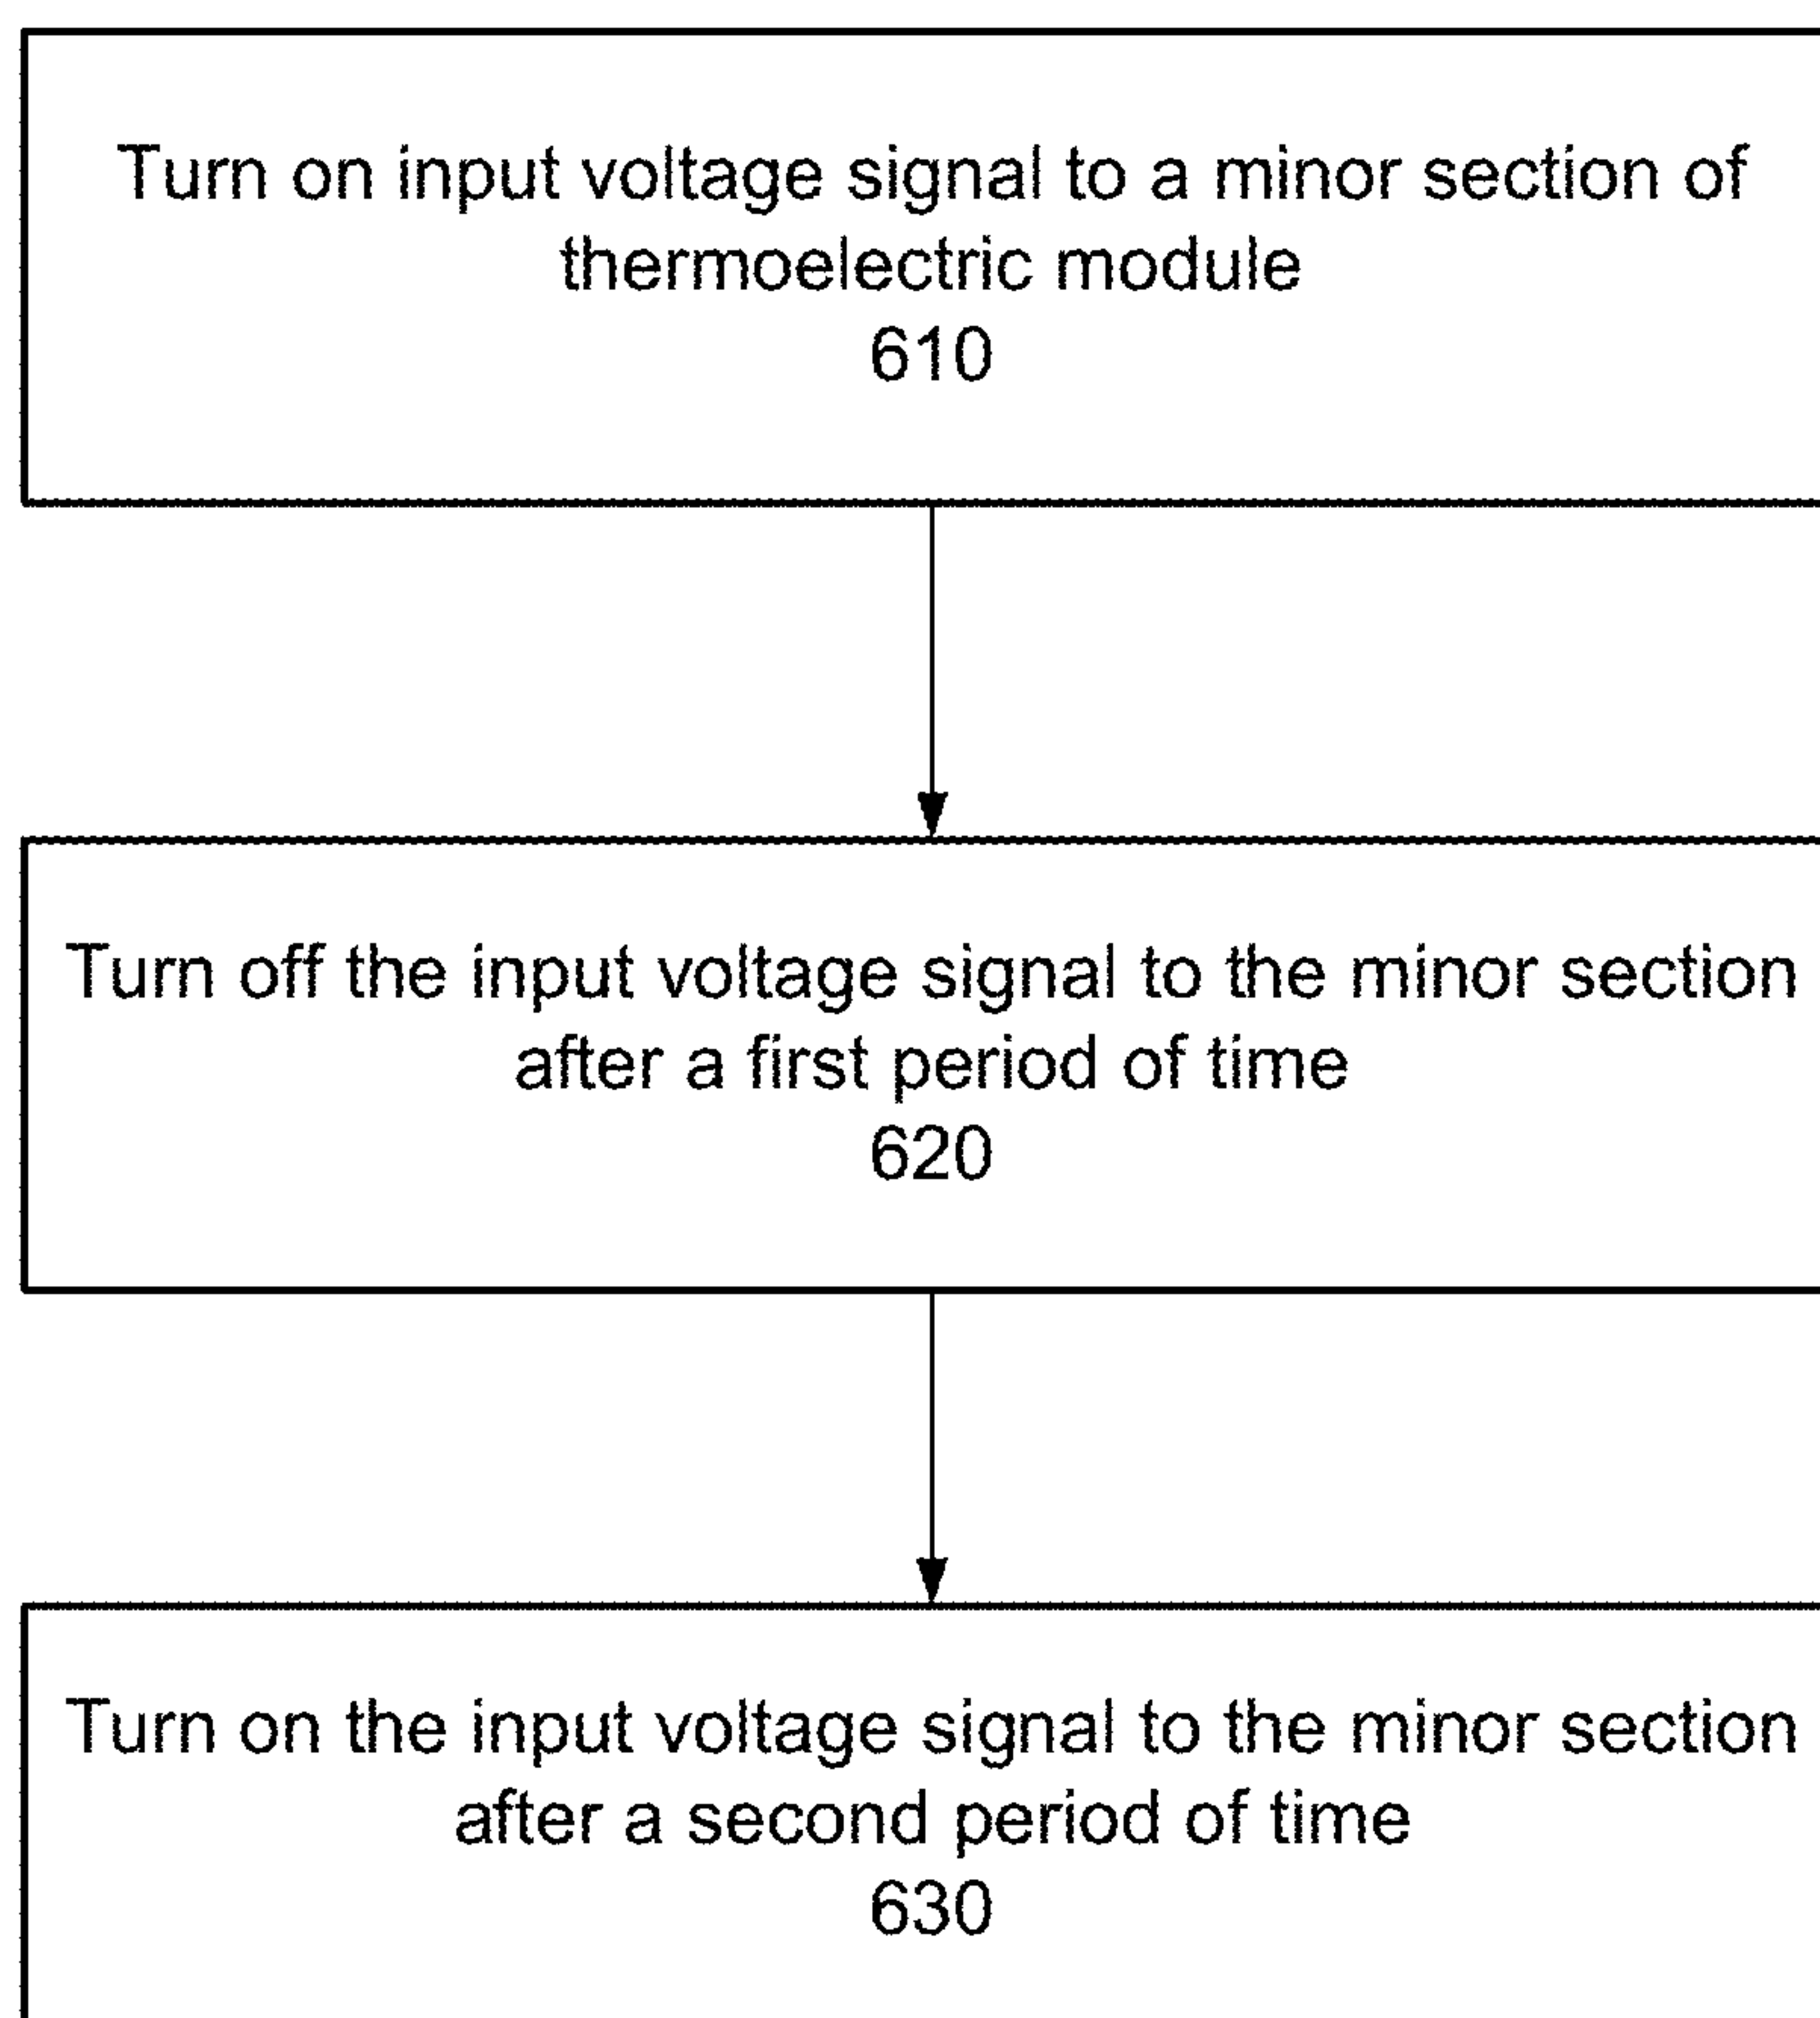 Turn on input voltage signal to a minor section of
thermoelectric module
610
Turn off the input voltage signal to the minor section
after a first period of time
620
Turn on the input voltage signal to the minor section
after a second period of time
630